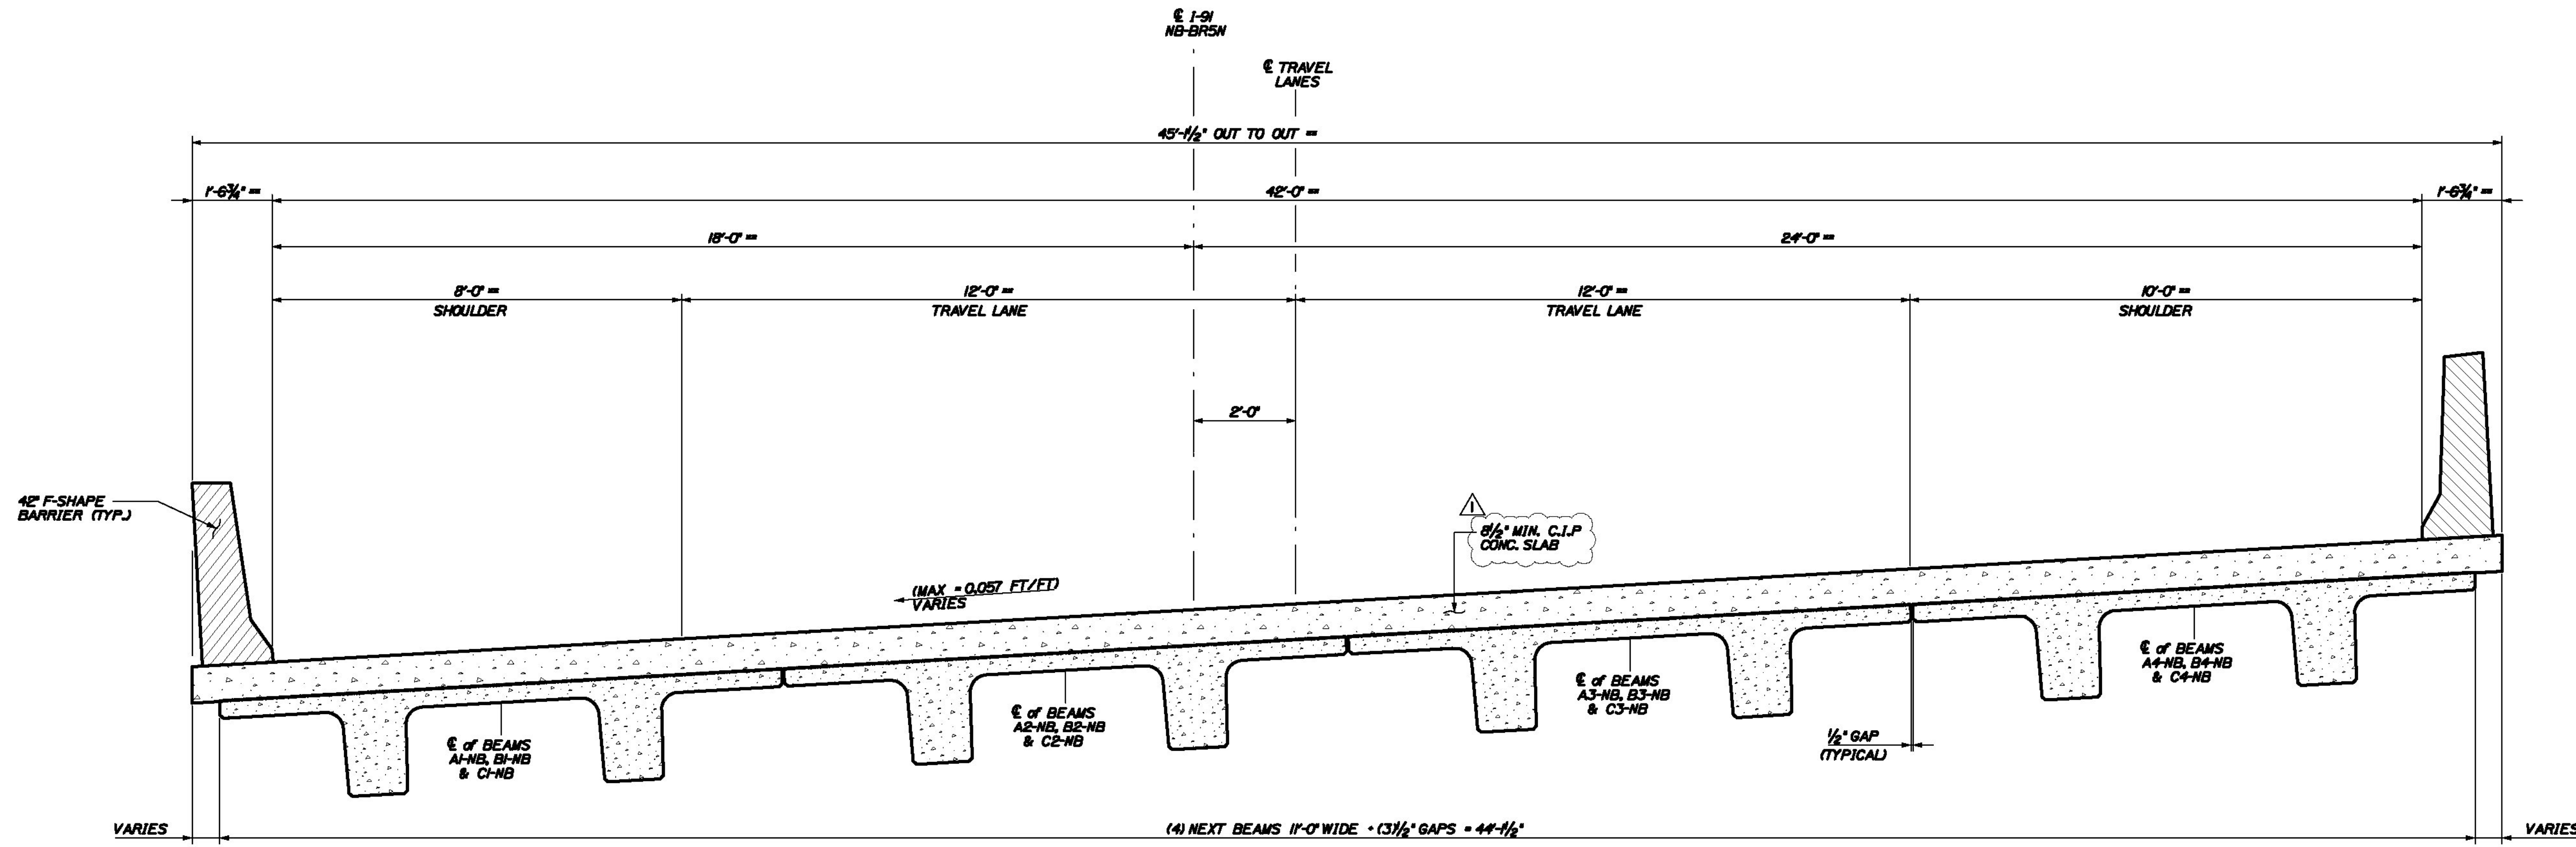 ℄ I-91
NB-BR5N
℄ TRAVEL
LANES
45'-1½" OUT TO OUT **
1'-6¾" **
42'-0" **
1'-6¾" **
18'-0" **
24'-0" **
8'-0" **
SHOULDER
12'-0" **
TRAVEL LANE
12'-0" **
TRAVEL LANE
10'-0" **
SHOULDER
2'-0"
42" F-SHAPE
BARRIER (TYP.)
1
8½" MIN. C.I.P
CONC. SLAB
(MAX = 0.057 FT/FT)
VARIES
℄ of BEAMS
A1-NB, B1-NB
& C1-NB
℄ of BEAMS
A2-NB, B2-NB
& C2-NB
℄ of BEAMS
A3-NB, B3-NB
& C3-NB
℄ of BEAMS
A4-NB, B4-NB
& C4-NB
½" GAP
(TYPICAL)
VARIES
(4) NEXT BEAMS 11'-0" WIDE + (3)½" GAPS = 44'-1½"
VARIES